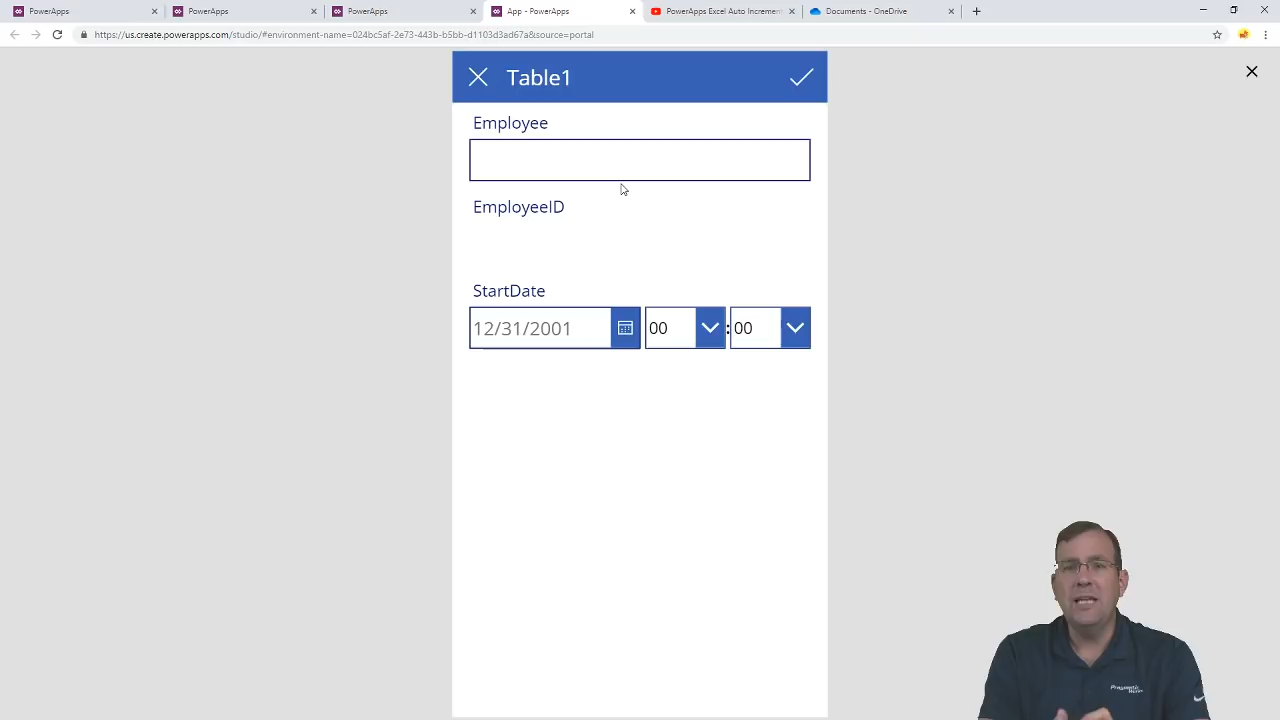 PowerApps
PowerApps
PowerApps
App - PowerApps
PowerApps Excel Auto Increment
Documents - OneDrive
https://us.create.powerapps.com/studio/#environment-name=024bc5af-2e73-443b-b5bb-d1103d3ad67a&source=portal
Table1
Employee
EmployeeID
StartDate
12/31/2001
00
:
00